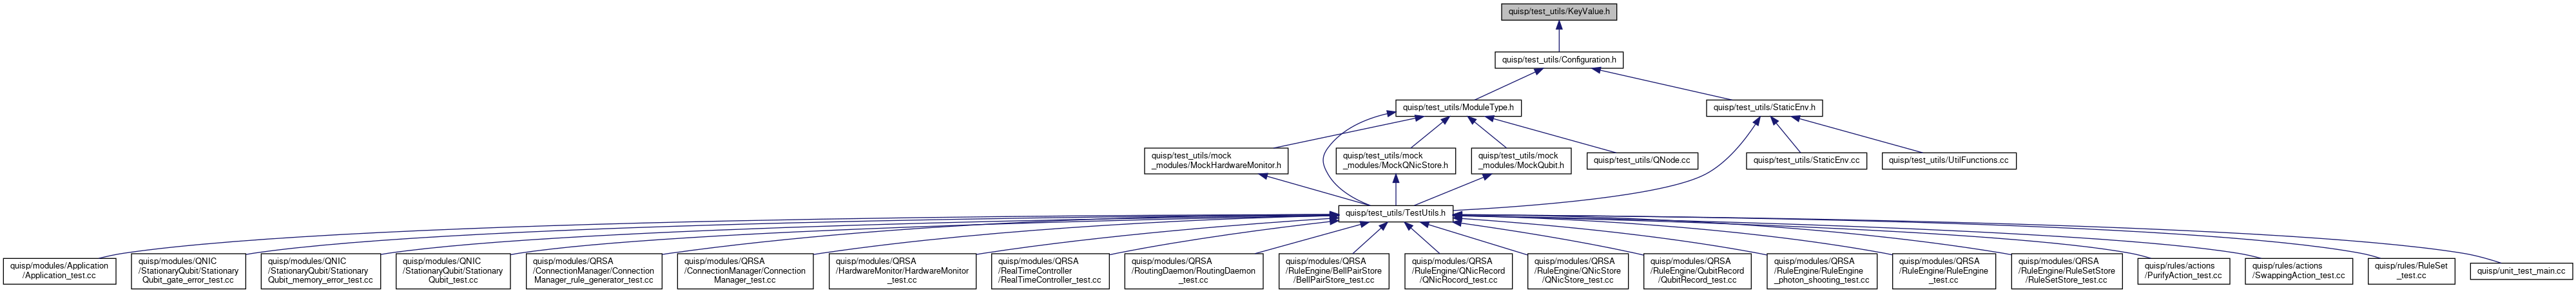 quisp/test_utils/KeyValue.h
quisp/test_utils/Configuration.h
quisp/test_utils/ModuleType.h
quisp/test_utils/StaticEnv.h
quisp/test_utils/mock
_modules/MockHardwareMonitor.h
quisp/test_utils/mock
_modules/MockQNicStore.h
quisp/test_utils/mock
_modules/MockQubit.h
quisp/test_utils/QNode.cc
quisp/test_utils/StaticEnv.cc
quisp/test_utils/UtilFunctions.cc
quisp/test_utils/TestUtils.h
quisp/modules/Application
/Application_test.cc
quisp/modules/QNIC
/StationaryQubit/Stationary
Qubit_gate_error_test.cc
quisp/modules/QNIC
/StationaryQubit/Stationary
Qubit_memory_error_test.cc
quisp/modules/QNIC
/StationaryQubit/Stationary
Qubit_test.cc
quisp/modules/QRSA
/ConnectionManager/Connection
Manager_rule_generator_test.cc
quisp/modules/QRSA
/ConnectionManager/Connection
Manager_test.cc
quisp/modules/QRSA
/HardwareMonitor/HardwareMonitor
_test.cc
quisp/modules/QRSA
/RealTimeController
/RealTimeController_test.cc
quisp/modules/QRSA
/RoutingDaemon/RoutingDaemon
_test.cc
quisp/modules/QRSA
/RuleEngine/BellPairStore
/BellPairStore_test.cc
quisp/modules/QRSA
/RuleEngine/QNicRecord
/QNicRocord_test.cc
quisp/modules/QRSA
/RuleEngine/QNicStore
/QNicStore_test.cc
quisp/modules/QRSA
/RuleEngine/QubitRecord
/QubitRecord_test.cc
quisp/modules/QRSA
/RuleEngine/RuleEngine
_photon_shooting_test.cc
quisp/modules/QRSA
/RuleEngine/RuleEngine
_test.cc
quisp/modules/QRSA
/RuleEngine/RuleSetStore
/RuleSetStore_test.cc
quisp/rules/actions
/PurifyAction_test.cc
quisp/rules/actions
/SwappingAction_test.cc
quisp/rules/RuleSet
_test.cc
quisp/unit_test_main.cc